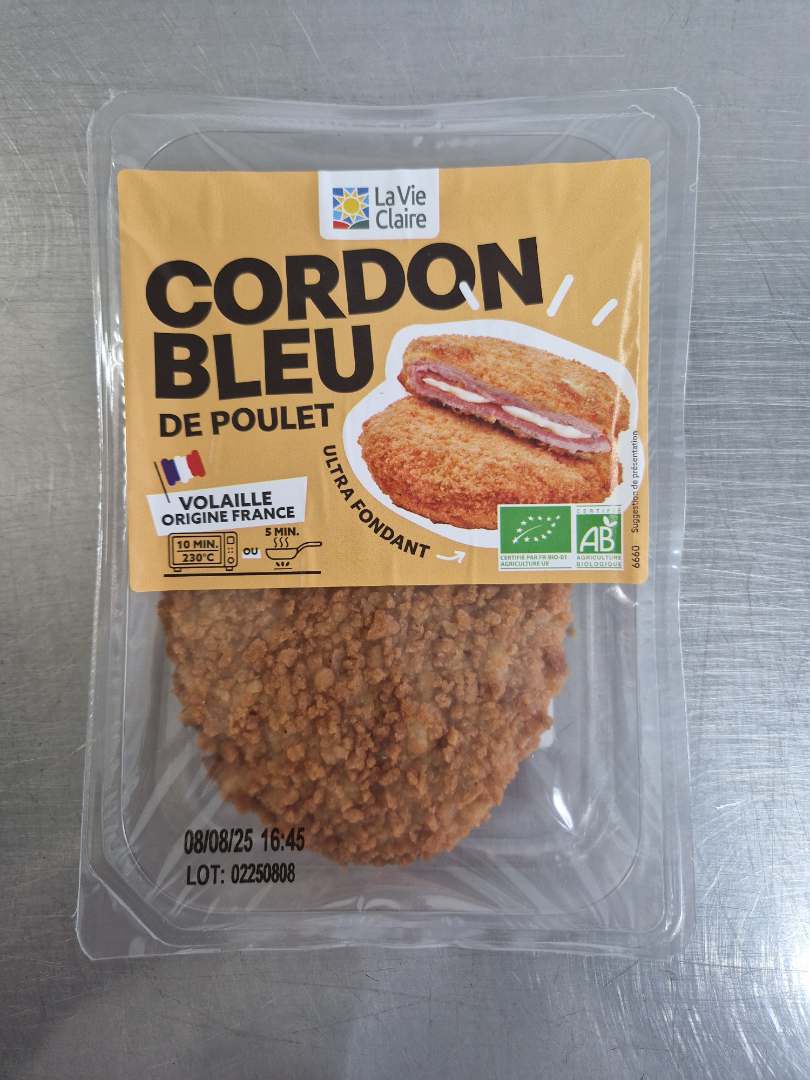 La Vie
Claire
CORDON
BLEU
DE POULET
VOLAILLE
ORIGINE FRANCE
10 MIN.
230°C
OU
5 MIN.
ULTRA FONDANT
CERTIFIÉ PAR FR-BIO-01
AGRICULTURE UE
CERTIFIÉ
AB
AGRICULTURE
BIOLOGIQUE
6660
Suggestion de présentation
08/08/25 16:45
LOT: 02250808